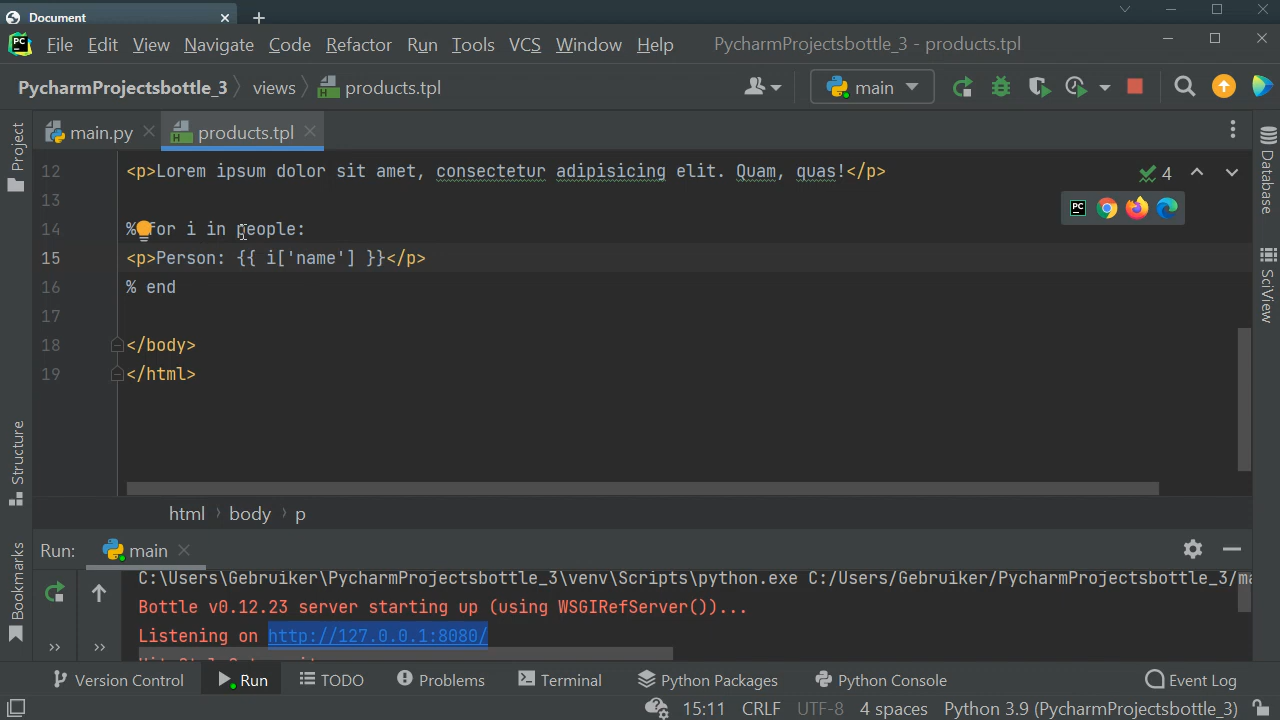 Document
File Edit View Navigate Code Refactor Run Tools VCS Window Help PycharmProjectsbottle_3 - products.tpl
PycharmProjectsbottle_3 views products.tpl main
main.py products.tpl
Project
Structure
Bookmarks
Database
SciView
12 <p>Lorem ipsum dolor sit amet, consectetur adipisicing elit. Quam, quas!</p>
4
13
14 % for i in people:
15 <p>Person: {{ i['name'] }}</p>
16 % end
17
18 </body>
19 </html>
html body p
Run: main
C:\Users\Gebruiker\PycharmProjectsbottle_3\venv\Scripts\python.exe C:/Users/Gebruiker/PycharmProjectsbottle_3/ma
Bottle v0.12.23 server starting up (using WSGIRefServer())...
Listening on http://127.0.0.1:8080/
Version Control Run TODO Problems Terminal Python Packages Python Console Event Log
15:11 CRLF UTF-8 4 spaces Python 3.9 (PycharmProjectsbottle_3)